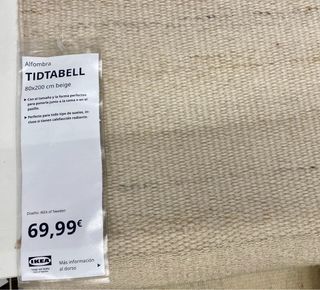 Alfombra
TIDTABELL
80x200 cm beige
▸ Con el tamaño y la forma perfectos
para ponerla junto a la cama o en el
pasillo.
▸ Perfecta para todo tipo de suelos, in-
cluso si tienes calefacción radiante.
Diseño: IKEA of Sweden
69,99€
IKEA
Más información
al dorso